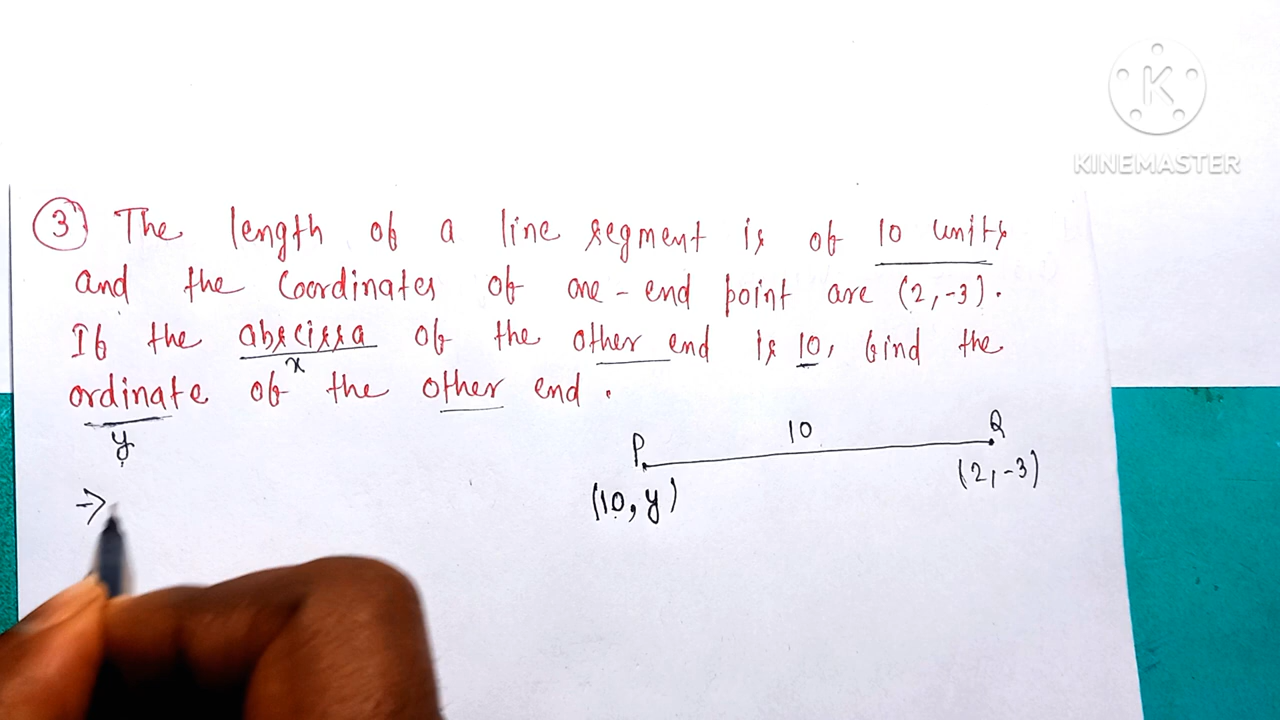 K
KINEMASTER
3 The length of a line segment is of 10 units
and the coordinates of one-end point are (2,-3).
If the abscissa of the other end is 10, find the
x
ordinate of the other end.
y
P 10 Q
(10, y) (2,-3)
→